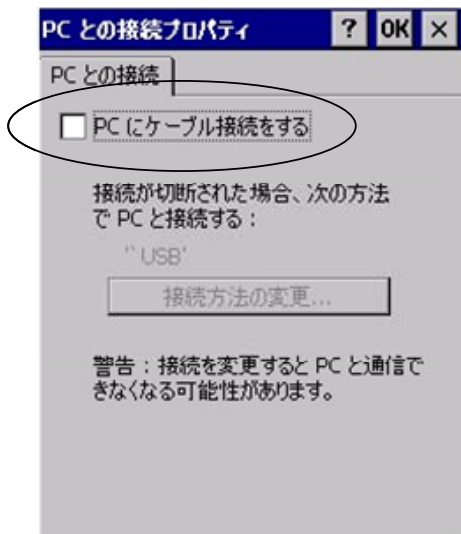 PC との接続プロパティ ? OK ×
PC との接続
PC にケーブル接続をする
接続が切断された場合、次の方法
で PC と接続する：
'` USB'
接続方法の変更...
警告：接続を変更すると PC と通信で
きなくなる可能性があります。